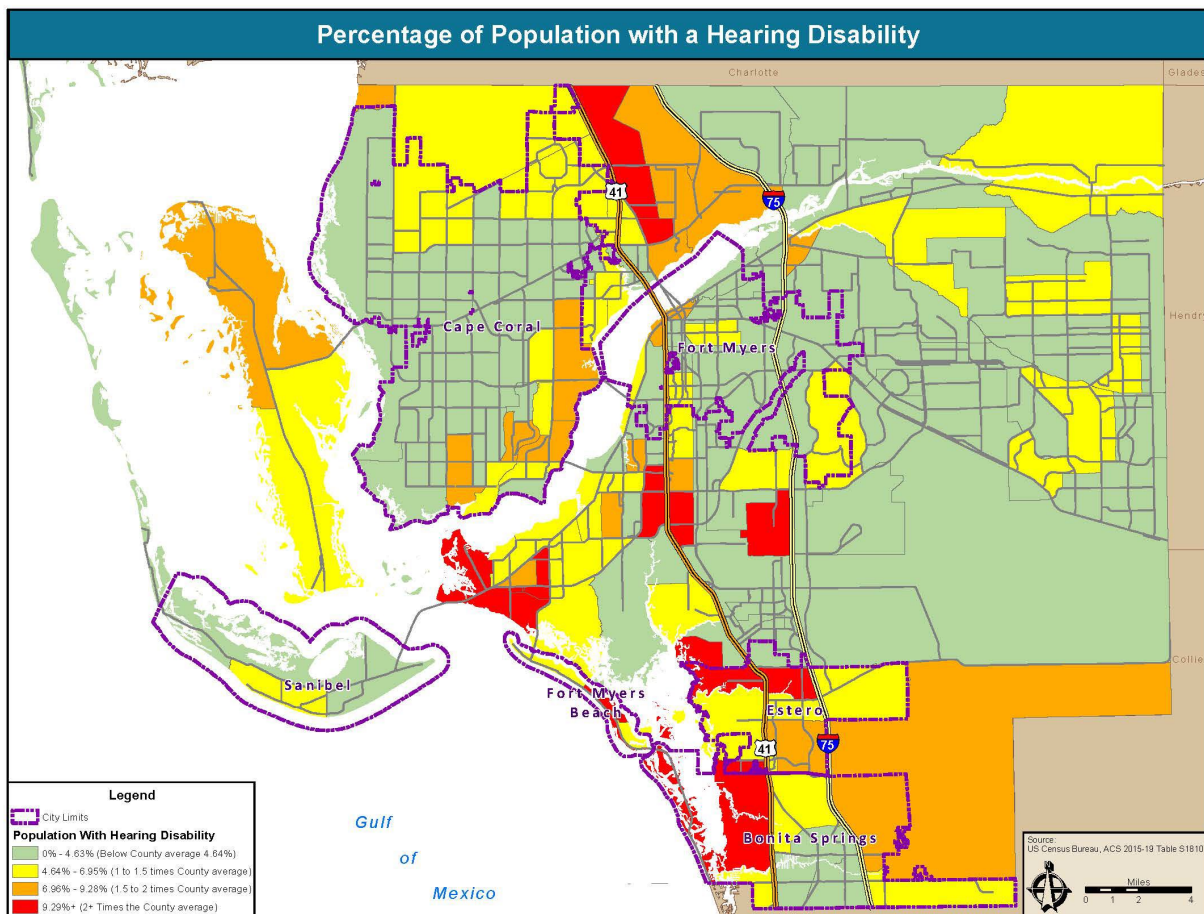 Percentage of Population with a Hearing Disability
Charlotte
Glades
41
75
Hendry
Cape Coral
Fort Myers
Collier
Sanibel
Fort Myers
Beach
Estero
41
75
Bonita Springs
Gulf
of
Mexico
Legend
City Limits
Population With Hearing Disability
0% - 4.63% (Below County average 4.64%)
4.64% - 6.95% (1 to 1.5 times County average)
6.96% - 9.28% (1.5 to 2 times County average)
9.29%+ (2+ Times the County average)
Source:
US Census Bureau, ACS 2015-19 Table S1810
Miles
0 1 2 4